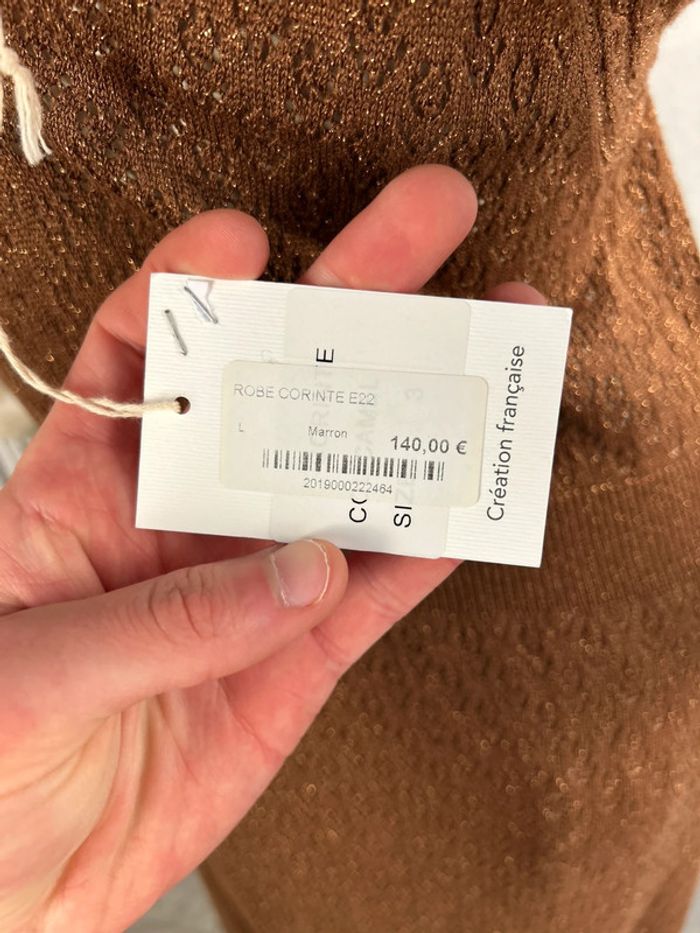 ROBE CORINTE E22
L
Marron
140,00 €
2019000222464
Création française